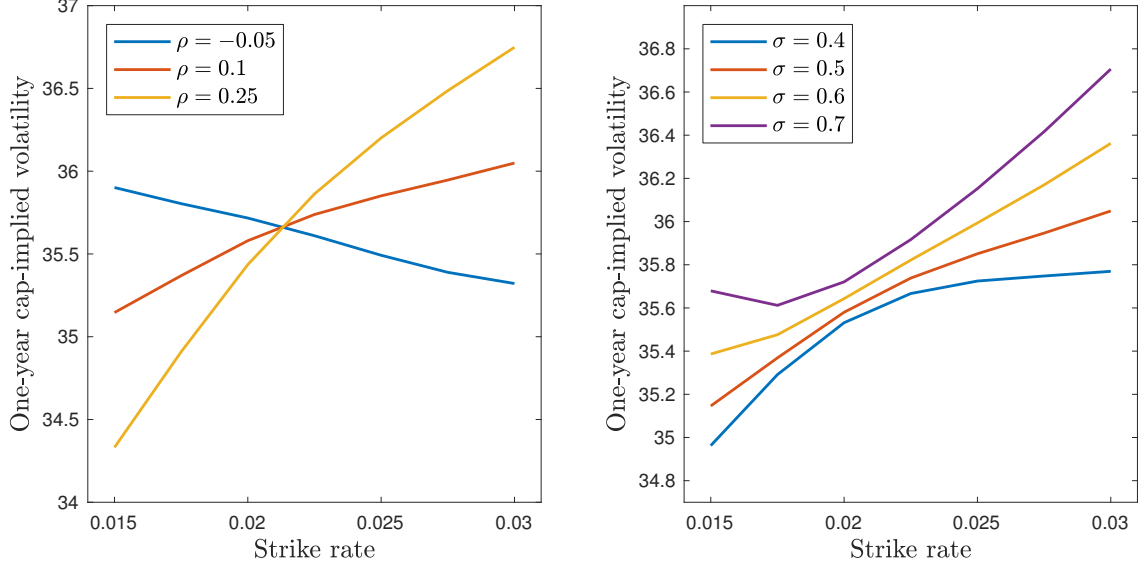 37
36.5
36
35.5
35
34.5
34
One-year cap-implied volatility
ρ = −0.05
ρ = 0.1
ρ = 0.25
0.015
0.02
0.025
0.03
Strike rate
36.8
36.6
36.4
36.2
36
35.8
35.6
35.4
35.2
35
34.8
One-year cap-implied volatility
σ = 0.4
σ = 0.5
σ = 0.6
σ = 0.7
0.015
0.02
0.025
0.03
Strike rate